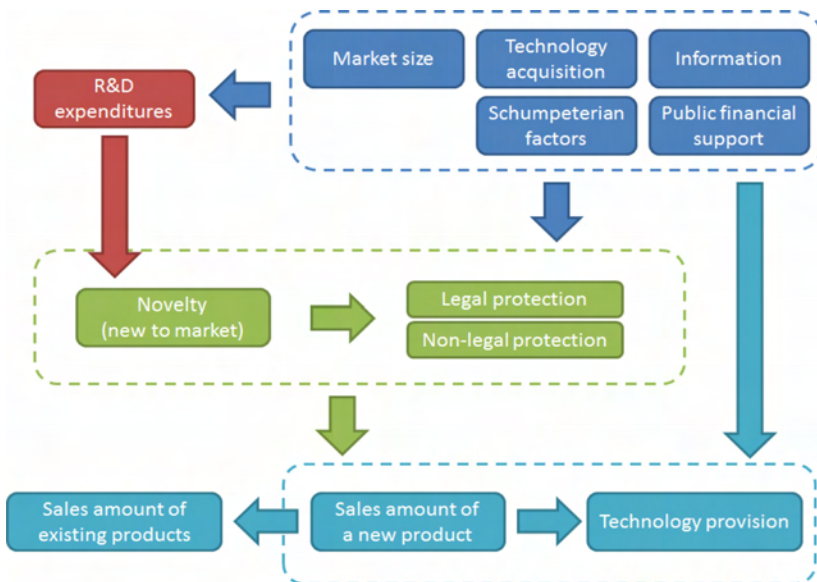 Market size
Technology
acquisition
Information
R&D
expenditures
Schumpeterian
factors
Public financial
support
Novelty
(new to market)
Legal protection
Non-legal protection
Sales amount of
existing products
Sales amount of
a new product
Technology provision